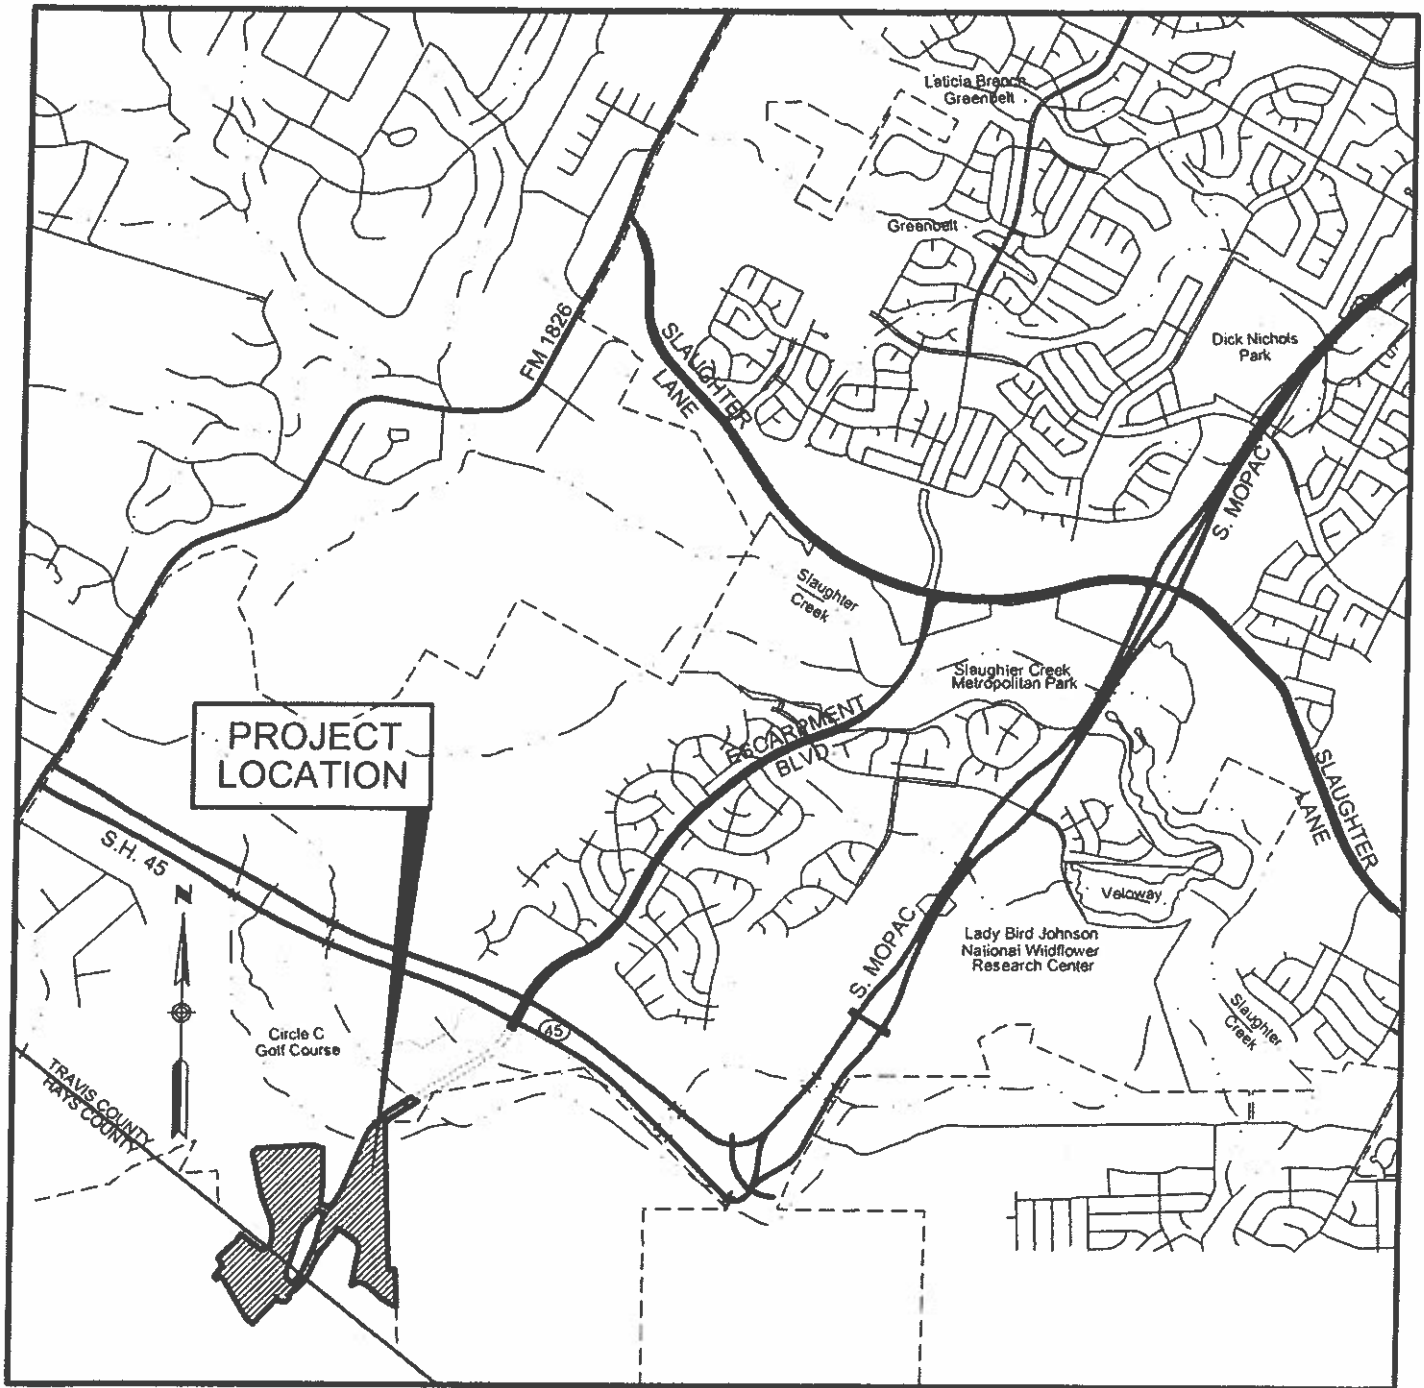 Laticia Branch
Greenbelt
Greenbelt
FM 1826
SLAUGHTER
LANE
Dick Nichols
Park
S. MOPAC
Slaughter
Creek
Slaughter Creek
Metropolitan Park
ESCARPMENT
BLVD.
PROJECT
LOCATION
SLAUGHTER
LANE
S.H. 45
N
Veloway
S. MOPAC
Lady Bird Johnson
National Wildflower
Research Center
Slaughter
Creek
45
Circle C
Golf Course
TRAVIS COUNTY
HAYS COUNTY